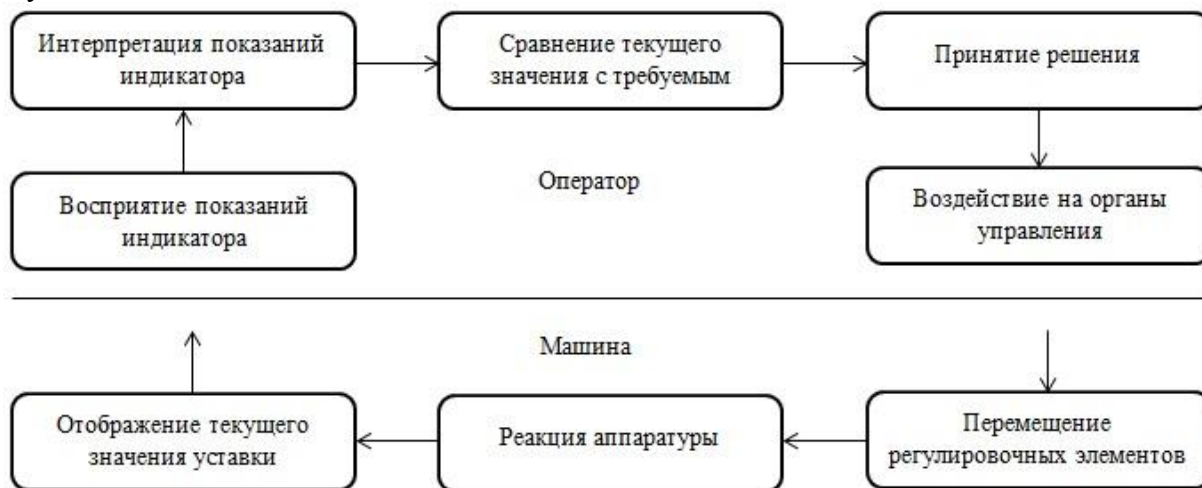 Интерпретация показаний
индикатора
Сравнение текущего
значения с требуемым
Принятие решения
Восприятие показаний
индикатора
Оператор
Воздействие на органы
управления
Машина
Отображение текущего
значения уставки
Реакция аппаратуры
Перемещение
регулировочных элементов